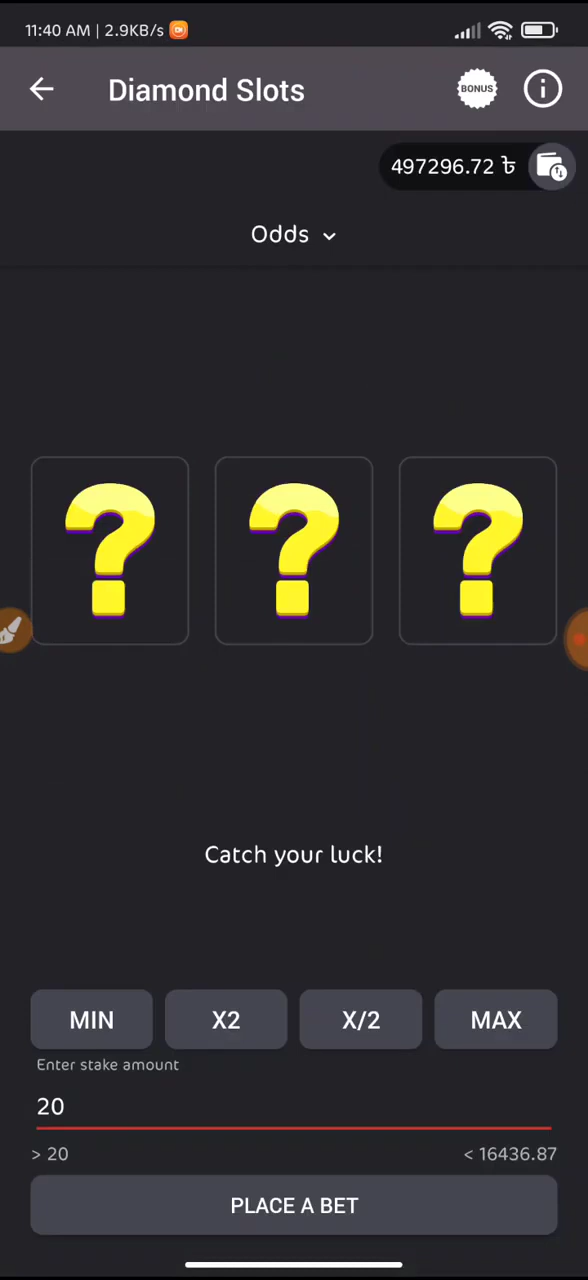 11:40 AM | 2.9KB/s
Diamond Slots
BONUS
497296.72 ৳
Odds
Catch your luck!
MIN X2 X/2 MAX
Enter stake amount
20
> 20 < 16436.87
PLACE A BET